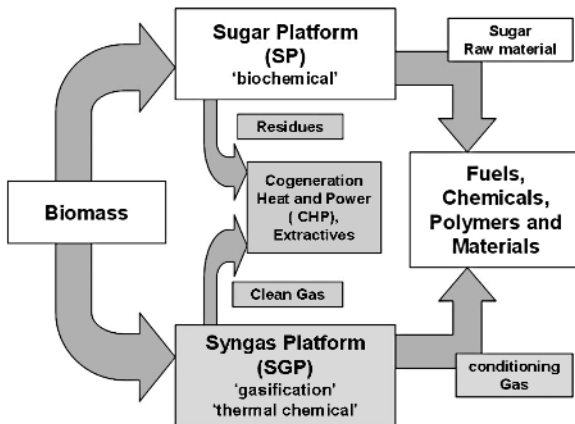 Sugar Platform
(SP)
‘biochemical’
Sugar
Raw material
Residues
Biomass
Cogeneration
Heat and Power
( CHP),
Extractives
Fuels,
Chemicals,
Polymers and
Materials
Clean Gas
Syngas Platform
(SGP)
‘gasification’
‘thermal chemical’
conditioning
Gas